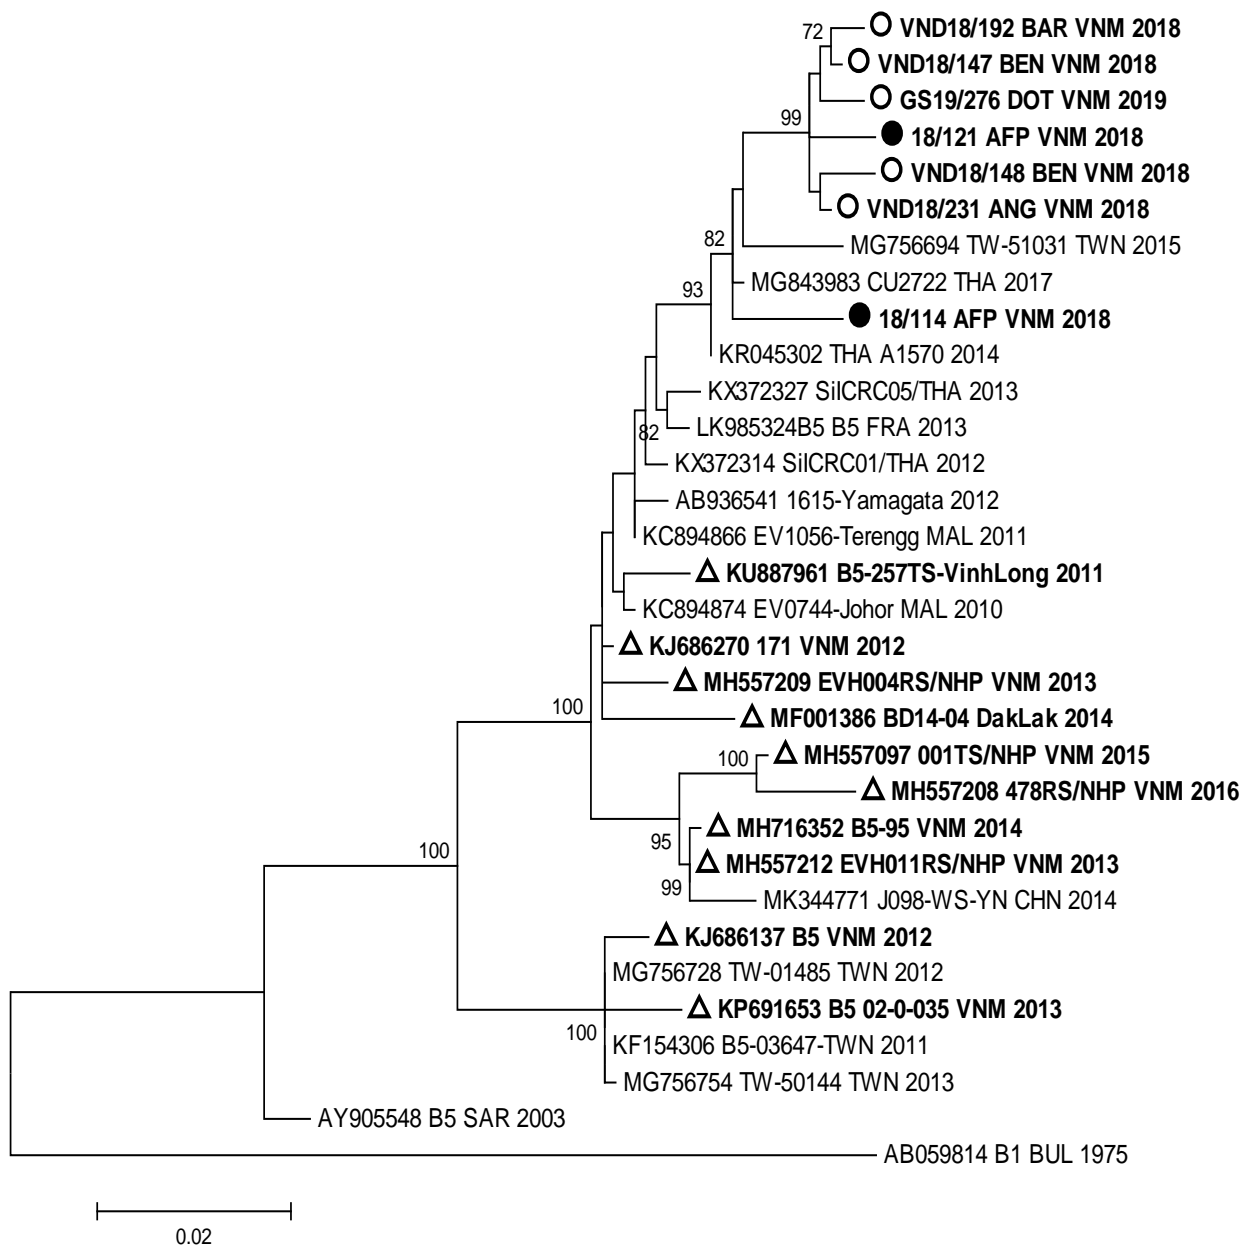 72
VND18/192 BAR VNM 2018
VND18/147 BEN VNM 2018
GS19/276 DOT VNM 2019
99
18/121 AFP VNM 2018
VND18/148 BEN VNM 2018
VND18/231 ANG VNM 2018
82
MG756694 TW-51031 TWN 2015
MG843983 CU2722 THA 2017
93
18/114 AFP VNM 2018
KR045302 THA A1570 2014
KX372327 SilCRC05/THA 2013
82
LK985324B5 B5 FRA 2013
KX372314 SilCRC01/THA 2012
AB936541 1615-Yamagata 2012
KC894866 EV1056-Terengg MAL 2011
KU887961 B5-257TS-VinhLong 2011
KC894874 EV0744-Johor MAL 2010
KJ686270 171 VNM 2012
MH557209 EVH004RS/NHP VNM 2013
100
MF001386 BD14-04 DakLak 2014
100
MH557097 001TS/NHP VNM 2015
MH557208 478RS/NHP VNM 2016
MH716352 B5-95 VNM 2014
95
MH557212 EVH011RS/NHP VNM 2013
100
99
MK344771 J098-WS-YN CHN 2014
KJ686137 B5 VNM 2012
MG756728 TW-01485 TWN 2012
KP691653 B5 02-0-035 VNM 2013
100
KF154306 B5-03647-TWN 2011
MG756754 TW-50144 TWN 2013
AY905548 B5 SAR 2003
AB059814 B1 BUL 1975
0.02